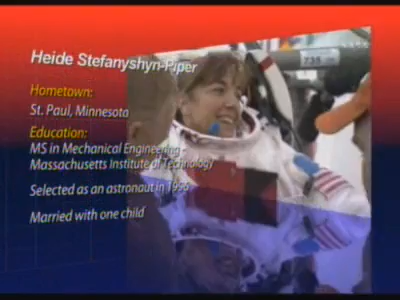 Heide Stefanyshyn-Piper
Hometown:
St. Paul, Minnesota
Education:
MS in Mechanical Engineering -
Massachusetts Institute of Technology
Selected as an astronaut in 1996
Married with one child
739